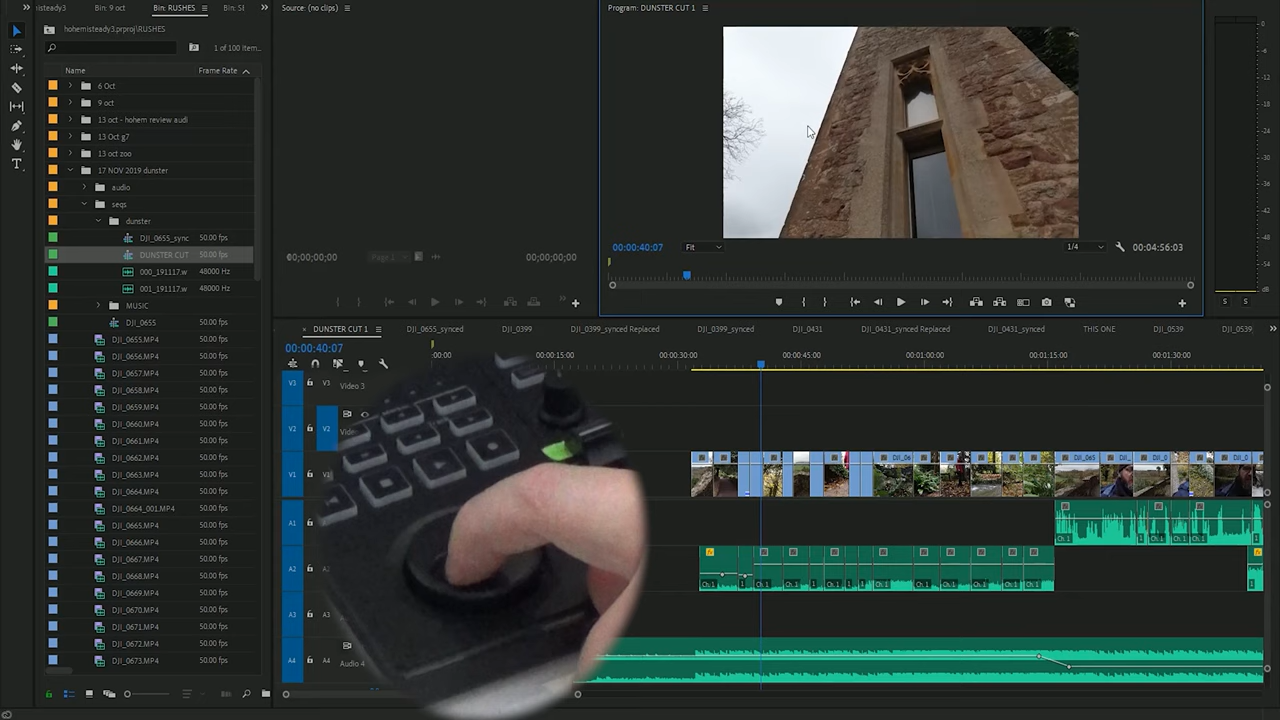 misteady3
Bin: 9 oct
Bin: RUSHES
Bin: SE
Source: (no clips)
Program: DUNSTER CUT 1
hohemisteady3.prproj\RUSHES
1 of 100 Item...
Name
Frame Rate
6 Oct
9 oct
13 oct - hohem review audi
13 Oct g7
13 oct zoo
17 NOV 2019 dunster
audio
seqs
dunster
DJI_0655_sync
50.00 fps
DUNSTER CUT
50.00 fps
000_191117.w
48000 Hz
001_191117.w
48000 Hz
MUSIC
DJI_0655
50.00 fps
DJI_0655.MP4
50.00 fps
DJI_0656.MP4
50.00 fps
DJI_0657.MP4
50.00 fps
DJI_0658.MP4
50.00 fps
DJI_0659.MP4
50.00 fps
DJI_0660.MP4
50.00 fps
DJI_0661.MP4
50.00 fps
DJI_0662.MP4
50.00 fps
DJI_0663.MP4
50.00 fps
DJI_0664.MP4
50.00 fps
DJI_0664_001.MP4
50.00 fps
DJI_0665.MP4
50.00 fps
DJI_0666.MP4
50.00 fps
DJI_0667.MP4
50.00 fps
DJI_0668.MP4
50.00 fps
DJI_0669.MP4
50.00 fps
DJI_0670.MP4
50.00 fps
DJI_0671.MP4
50.00 fps
DJI_0672.MP4
50.00 fps
DJI_0673.MP4
50.00 fps
00;00;00;00
Page 1
00;00;00;00
00:00:40:07
Fit
1/4
00:04:56:03
S S
DUNSTER CUT 1
DJI_0655_synced
DJI_0399
DJI_0399_synced Replaced
DJI_0399_synced
DJI_0431
DJI_0431_synced Replaced
DJI_0431_synced
THIS ONE
DJI_0539
DJI_0539_
00:00:40:07
:00:00
00:00:15:00
00:00:30:00
00:00:45:00
00:01:00:00
00:01:15:00
00:01:30:00
V3 V3 Video 3
V2 V2
V1 V1
A1
A2
A3
A4 A4 Audio 4